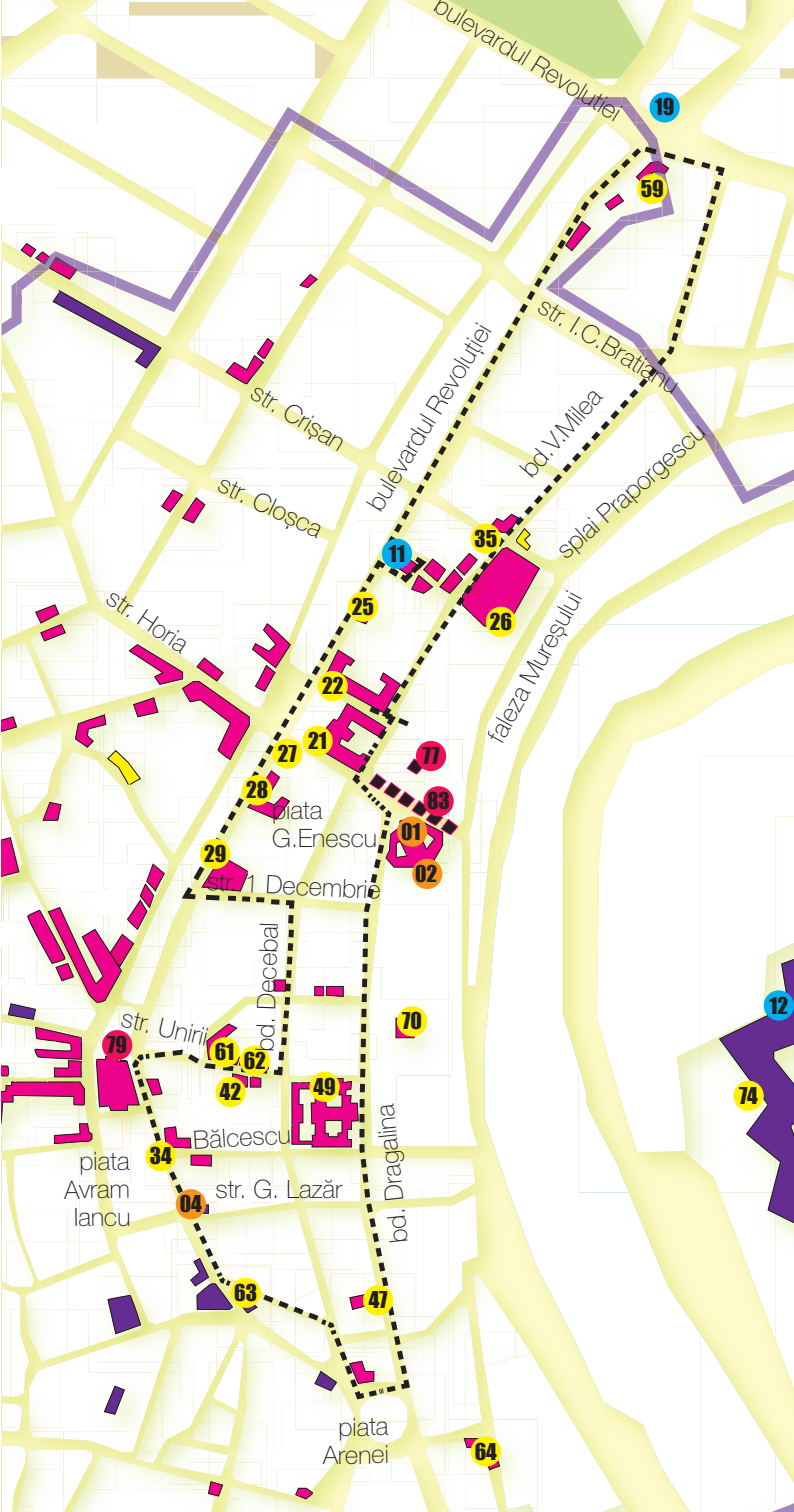 bulevardul Revolutiei
19
59
str. I.C.Bratianu
bulevardul Revoluției
str. Crișan
bd.V.Milea
splai Praporgescu
str. Cloșca
35
11
25
26
str. Horia
faleza Mureșului
22
21
27
77
28
83
piata
G.Enescu
01
29
02
str. 1 Decembrie
bd. Decebal
12
70
str. Unirii
79
61
62
42
49
74
Bălcescu
34
piata
Avram
Iancu
bd. Dragalina
str. G. Lazăr
04
63
47
piata
Arenei
64